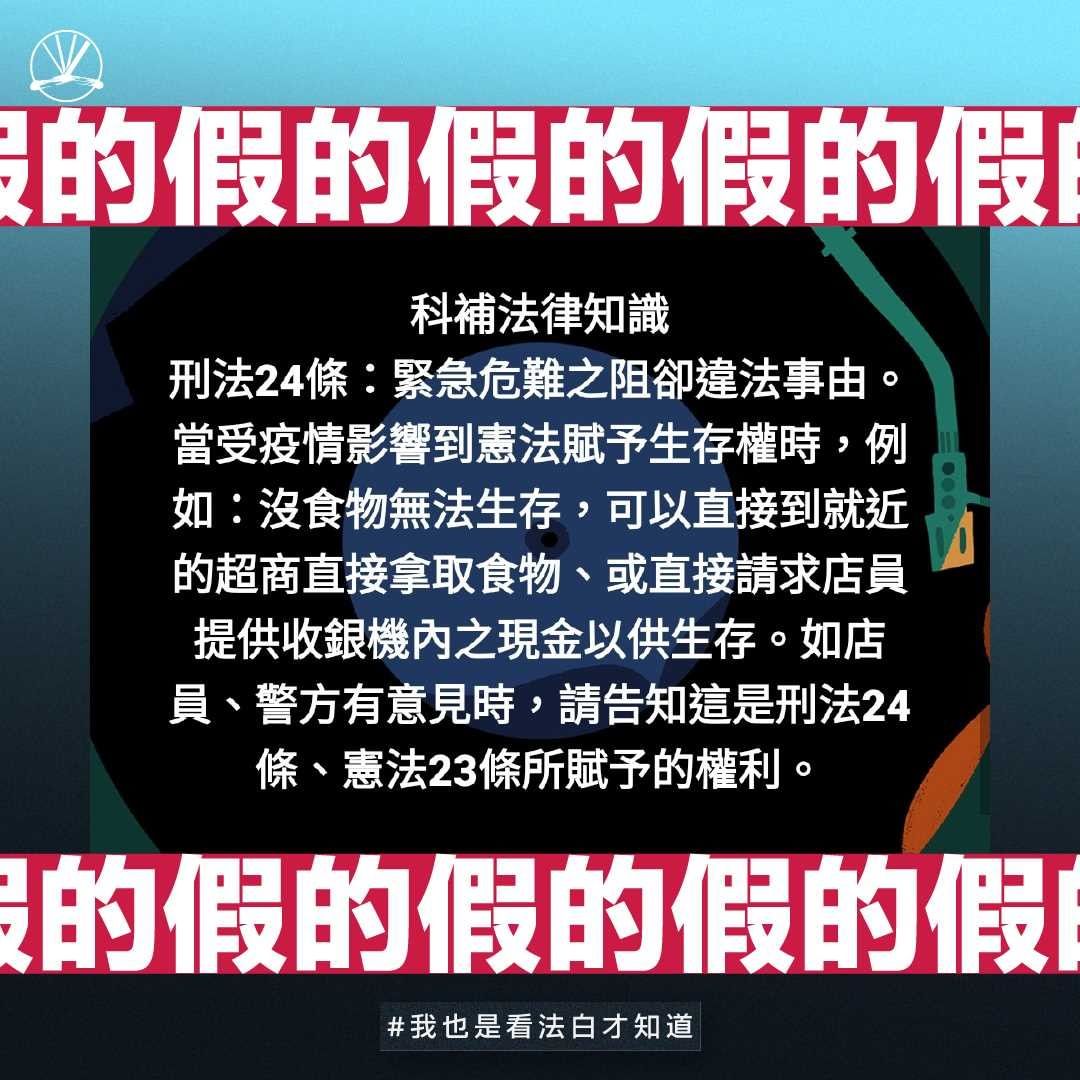 的假的假的假的假
科補法律知識
刑法24條：緊急危難之阻卻違法事由。
當受疫情影響到憲法賦予生存權時，例
如：沒食物無法生存，可以直接到就近
的超商直接拿取食物、或直接請求店員
提供收銀機內之現金以供生存。如店
員、警方有意見時，請告知這是刑法24
條、憲法23條所賦予的權利。
的假的假的假的假
#我也是看法白才知道